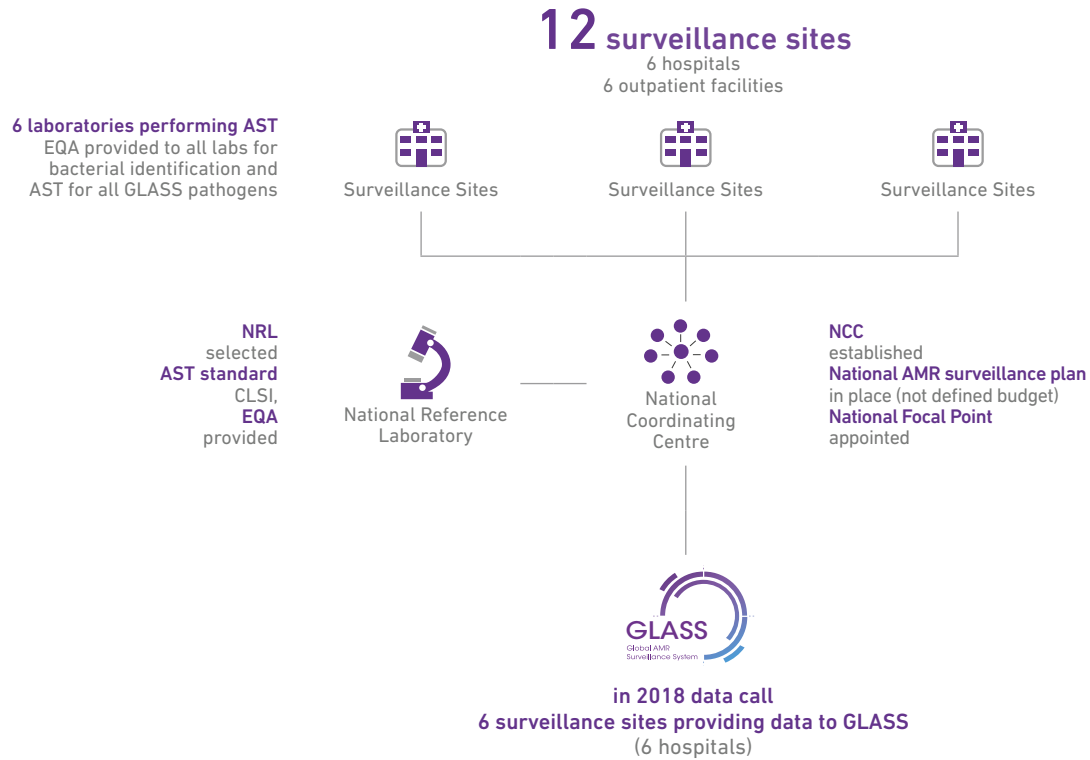 12 surveillance sites
6 hospitals
6 outpatient facilities
6 laboratories performing AST
EQA provided to all labs for
bacterial identification and
AST for all GLASS pathogens
Surveillance Sites
Surveillance Sites
Surveillance Sites
NRL
selected
AST standard
CLSI,
EQA
provided
National Reference
Laboratory
National
Coordinating
Centre
NCC
established
National AMR surveillance plan
in place (not defined budget)
National Focal Point
appointed
GLASS
Global AMR
Surveillance System
in 2018 data call
6 surveillance sites providing data to GLASS
(6 hospitals)